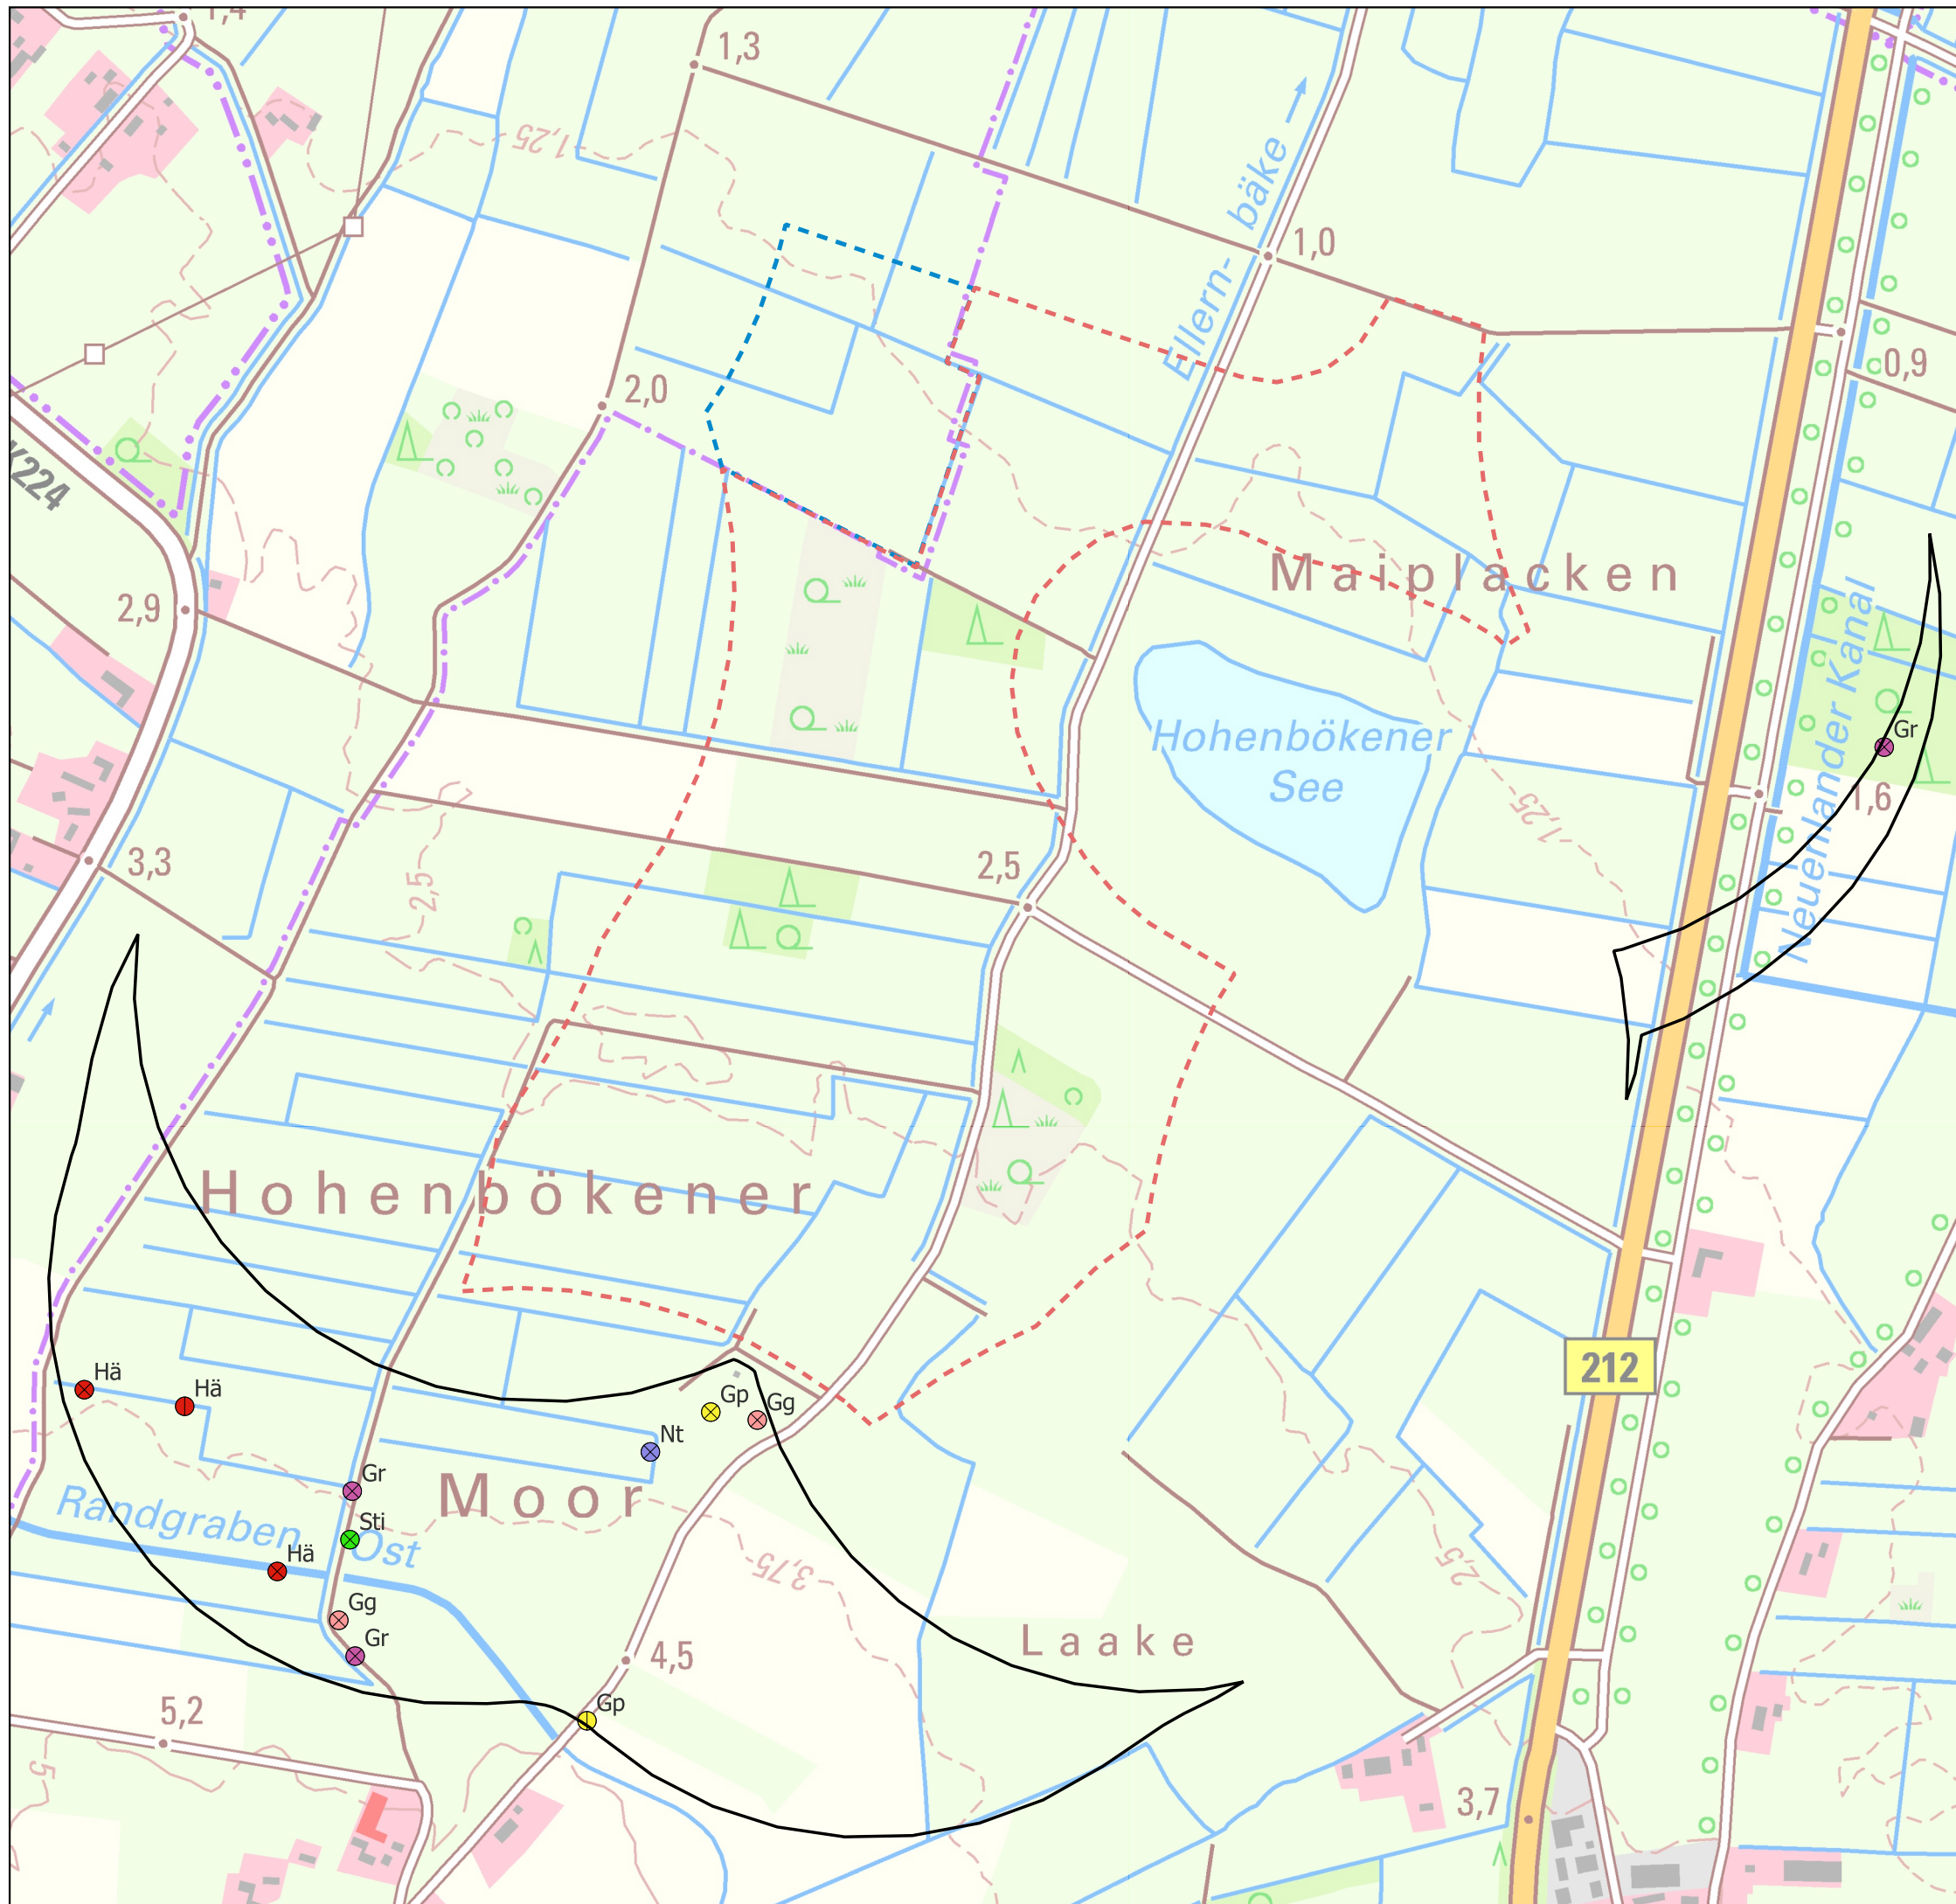 1,4
1,3
1,25
Ellern- bäke
1,0
0,9
2,0
K224
Maiplacken
2,9
Neuenlander Kanal
Hohenbökener
See
Gr
1,6
1,25
3,3
2,5
2,5
Hohenbökener
212
Hä
Hä
Gp
Gg
Nt
Gr
Moor
Randgraben Ost
Sti
Hä
3,75
2,5
Gg
Gr
Laake
4,5
5,2
Gp
5
3,7